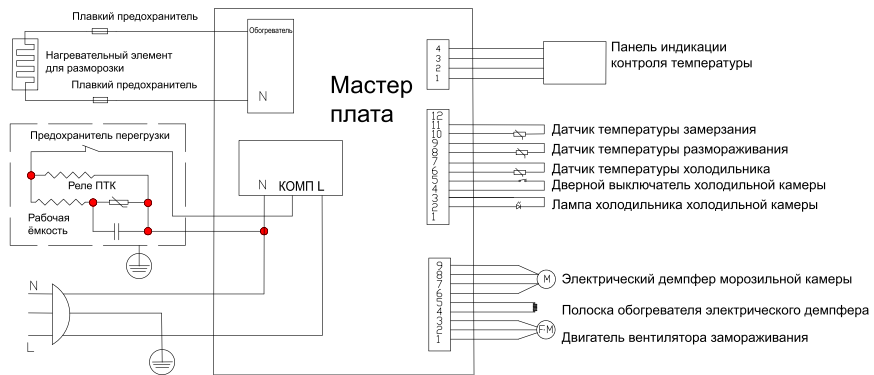 Плавкий предохранитель
Обогреватель
Нагревательный элемент
для разморозки
Плавкий предохранитель
N
Мастер
плата
4
3
2
1
Панель индикации
контроля температуры
Предохранитель перегрузки
Реле ПТК
Рабочая
ёмкость
N КОМП L
12
11
10
9
8
7
6
5
4
3
2
1
Датчик температуры замерзания
Датчик температуры размораживания
Датчик температуры холодильника
Дверной выключатель холодильной камеры
Лампа холодильника холодильной камеры
N
L
9
8
7
6
5
4
3
2
1
M
Электрический демпфер морозильной камеры
Полоска обогревателя электрического демпфера
FM
Двигатель вентилятора замораживания